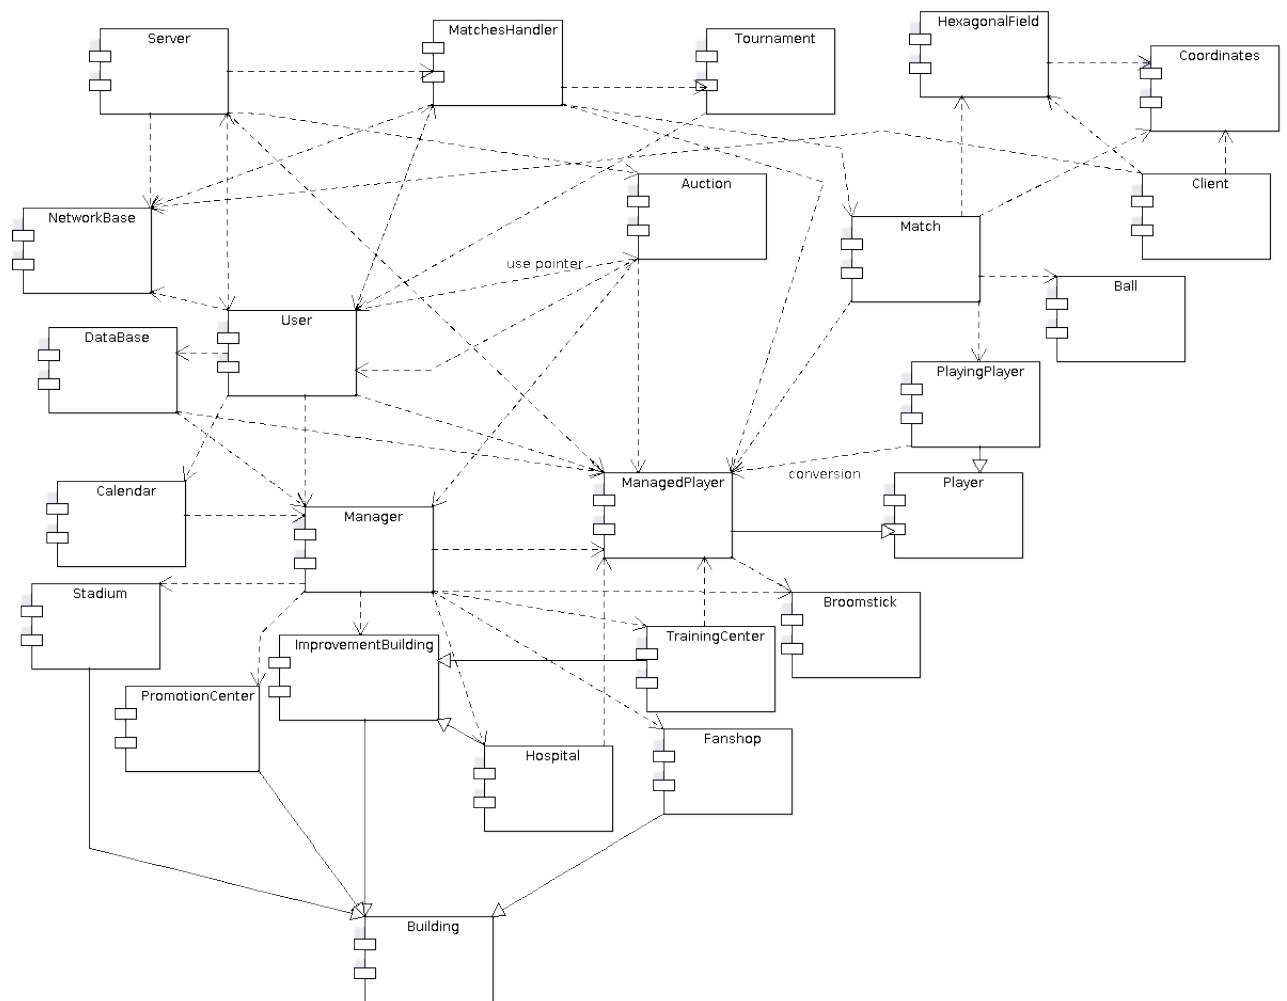 Server
MatchesHandler
Tournament
HexagonalField
Coordinates
Auction
Client
NetworkBase
Match
use pointer
Ball
User
DataBase
PlayingPlayer
conversion
Calendar
Manager
ManagedPlayer
Player
Stadium
Broomstick
ImprovementBuilding
TrainingCenter
PromotionCenter
Hospital
Fanshop
Building